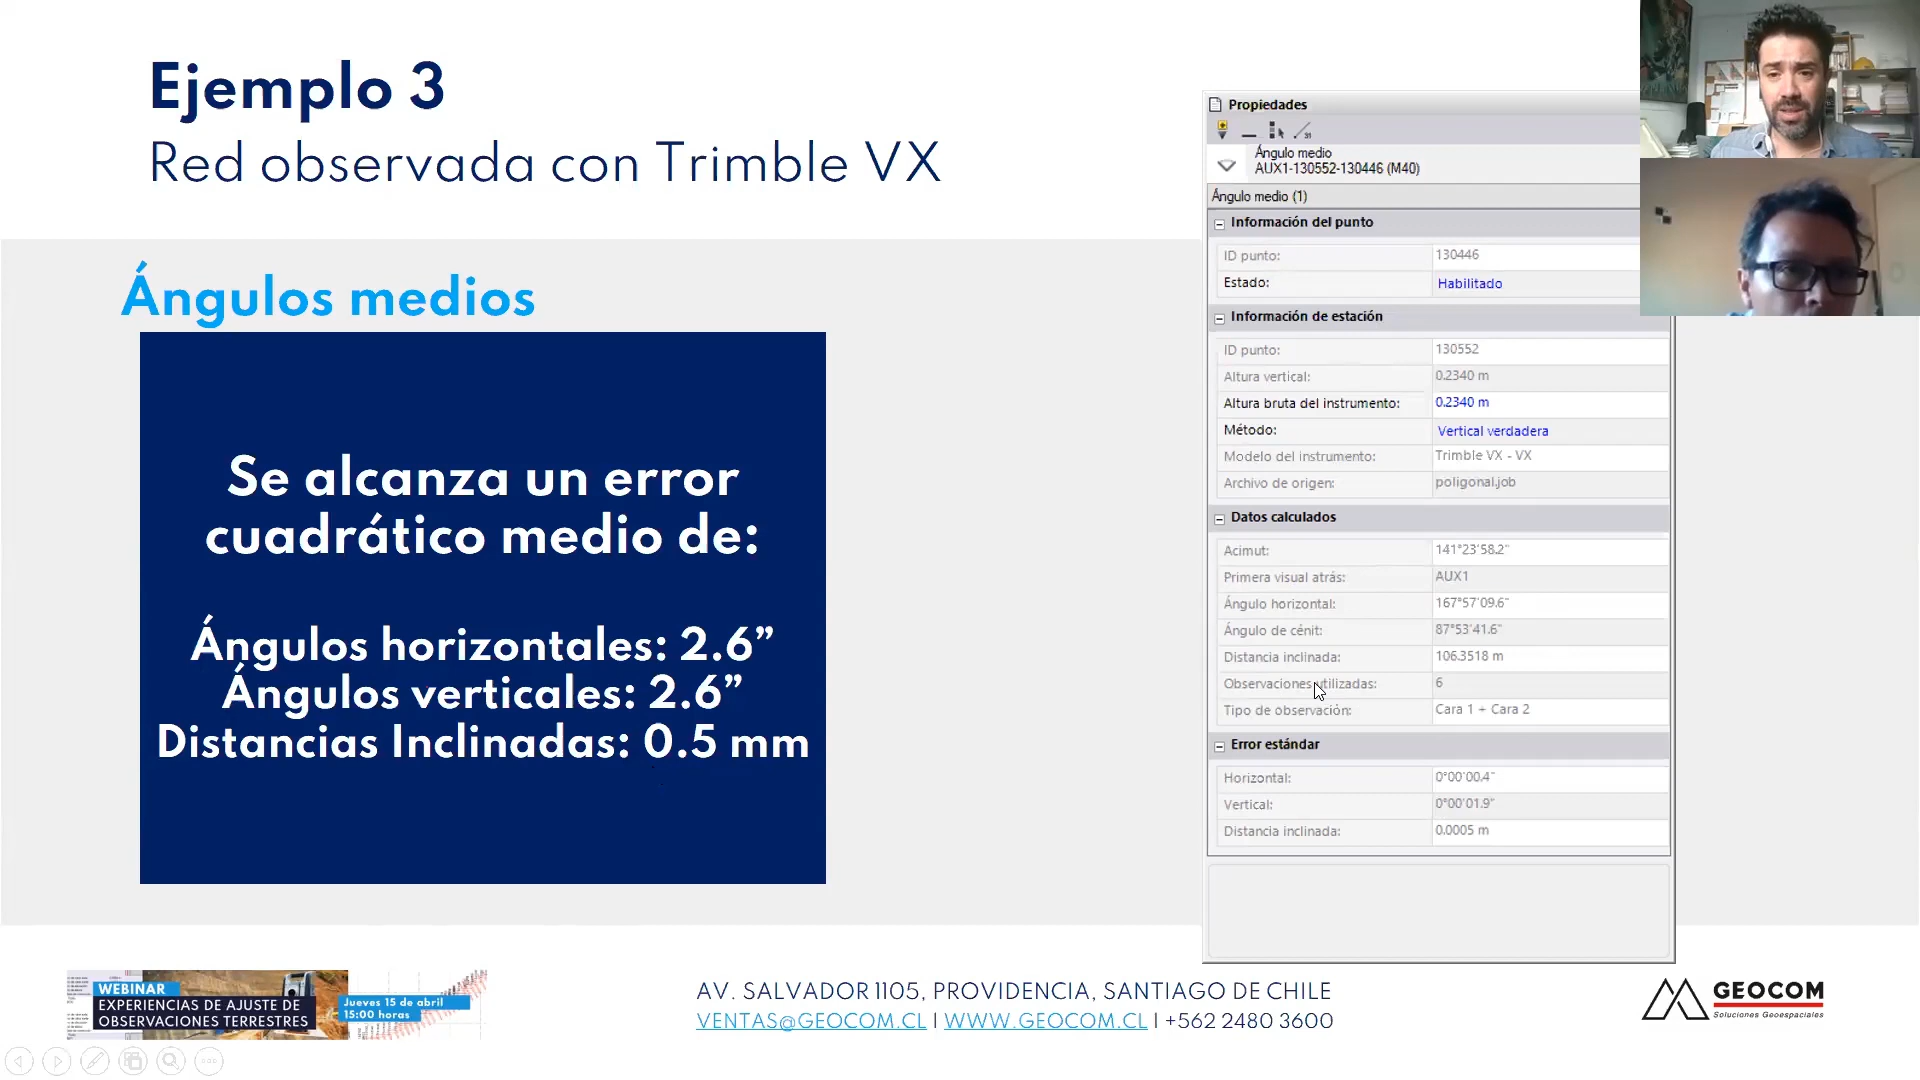 Ejemplo 3
Red observada con Trimble VX
Ángulos medios
Se alcanza un error
cuadrático medio de:
Ángulos horizontales: 2.6”
Ángulos verticales: 2.6”
Distancias Inclinadas: 0.5 mm
Propiedades
Ángulo medio
AUX1-130552-130446 (M40)
Ángulo medio (1)
Información del punto
ID punto: 130446
Estado: Habilitado
Información de estación
ID punto: 130552
Altura vertical: 0.2340 m
Altura bruta del instrumento: 0.2340 m
Método: Vertical verdadera
Modelo del instrumento: Trimble VX - VX
Archivo de origen: poligonal.job
Datos calculados
Acimut: 141°23'58.2"
Primera visual atrás: AUX1
Ángulo horizontal: 167°57'09.6"
Ángulo de cénit: 87°53'41.6"
Distancia inclinada: 106.3518 m
Observaciones utilizadas: 6
Tipo de observación: Cara 1 + Cara 2
Error estándar
Horizontal: 0°00'00.4"
Vertical: 0°00'01.9"
Distancia inclinada: 0.0005 m
WEBINAR
EXPERIENCIAS DE AJUSTE DE
OBSERVACIONES TERRESTRES
Jueves 15 de abril
15:00 horas
AV. SALVADOR 1105, PROVIDENCIA, SANTIAGO DE CHILE
VENTAS@GEOCOM.CL | WWW.GEOCOM.CL | +562 2480 3600
GEOCOM
Soluciones Geoespaciales